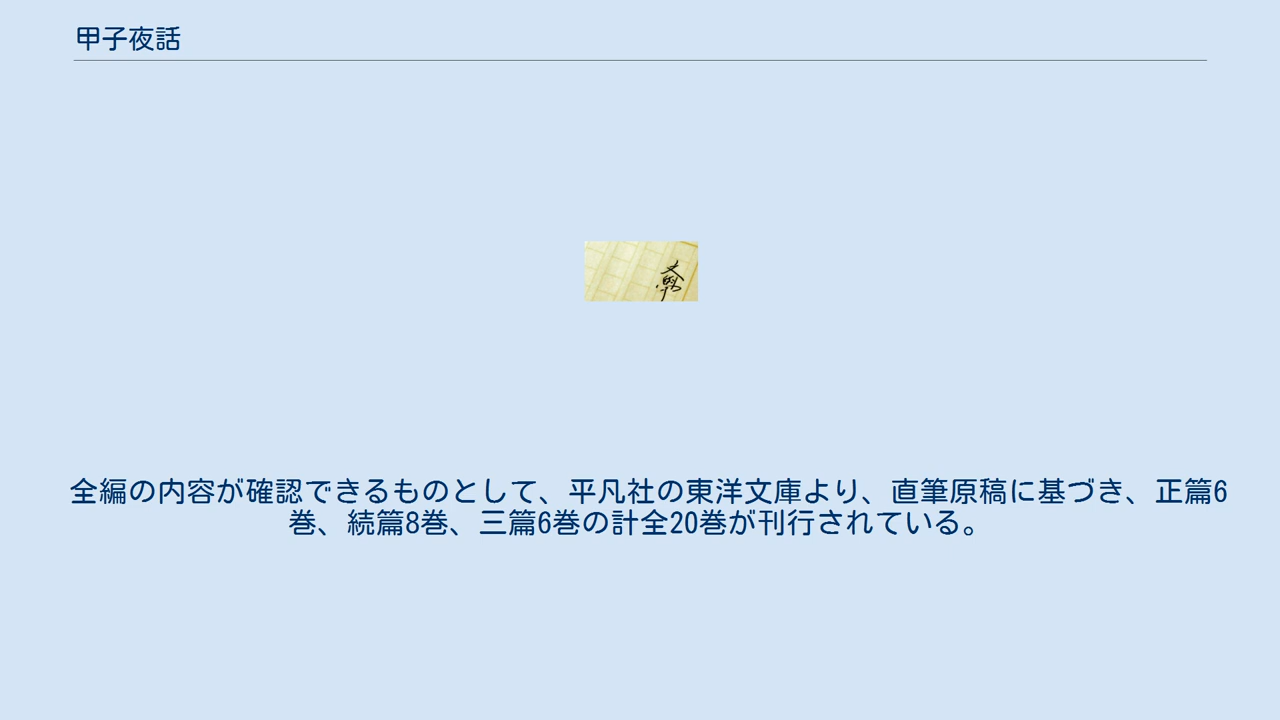 甲子夜話
全編の内容が確認できるものとして、平凡社の東洋文庫より、直筆原稿に基づき、正篇6
巻、続篇8巻、三篇6巻の計全20巻が刊行されている。